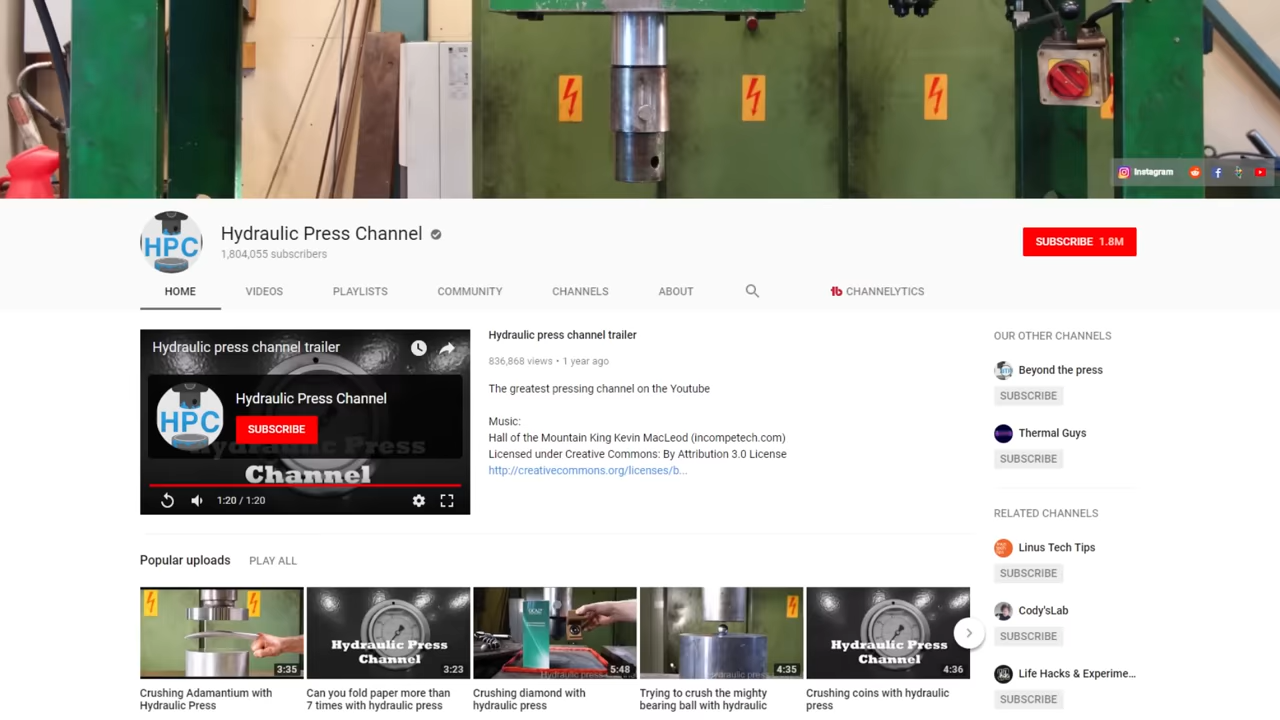 Instagram
HPC
Hydraulic Press Channel
1,804,055 subscribers
SUBSCRIBE 1.8M
HOME
VIDEOS
PLAYLISTS
COMMUNITY
CHANNELS
ABOUT
CHANNELYTICS
Hydraulic press channel trailer
HPC
Hydraulic Press Channel
SUBSCRIBE
Hydraulic Press
Channel
1:20 / 1:20
Hydraulic press channel trailer
836,868 views • 1 year ago
The greatest pressing channel on the Youtube
Music:
Hall of the Mountain King Kevin MacLeod (incompetech.com)
Licensed under Creative Commons: By Attribution 3.0 License
http://creativecommons.org/licenses/b...
OUR OTHER CHANNELS
Beyond the press
SUBSCRIBE
Thermal Guys
SUBSCRIBE
RELATED CHANNELS
Linus Tech Tips
SUBSCRIBE
Cody'sLab
SUBSCRIBE
Life Hacks & Experime...
SUBSCRIBE
Popular uploads PLAY ALL
3:35
Crushing Adamantium with
Hydraulic Press
Hydraulic Press
Channel
3:23
Can you fold paper more than
7 times with hydraulic press
5:48
Crushing diamond with
hydraulic press
4:35
Trying to crush the mighty
bearing ball with hydraulic
Hydraulic Press
Channel
4:36
Crushing coins with hydraulic
press